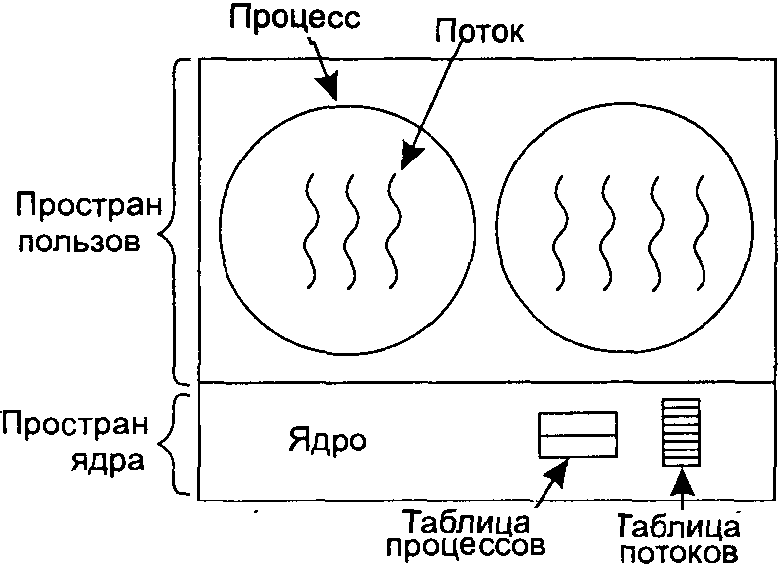 Процесс
Поток
Простран
пользов
Простран
ядра
Ядро
Таблица
процессов
Таблица
потоков